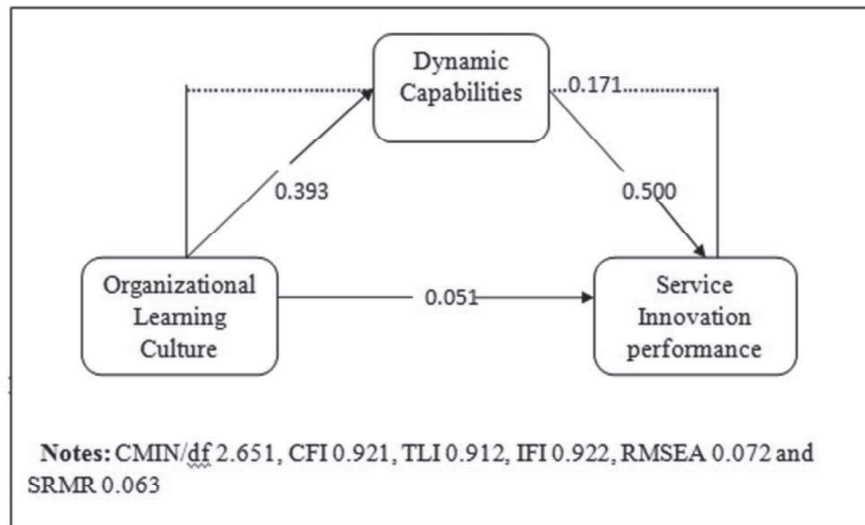 Dynamic
Capabilities
0.171
0.393
0.500
Organizational
Learning
Culture
0.051
Service
Innovation
performance
Notes: CMIN/df 2.651, CFI 0.921, TLI 0.912, IFI 0.922, RMSEA 0.072 and
SRMR 0.063